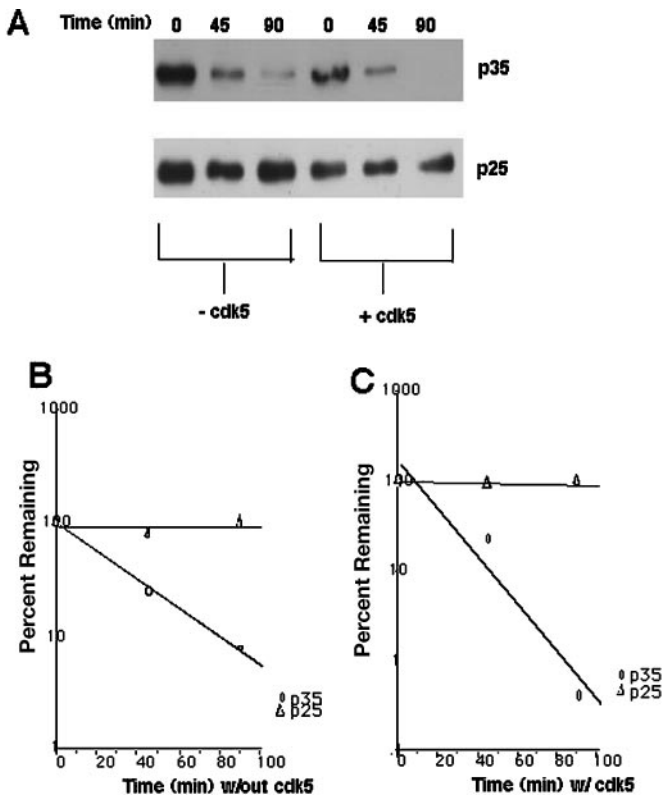 A
Time (min) 0 45 90 0 45 90
p35
p25
- cdk5 + cdk5
B
1000
100
10
1
Percent Remaining
0 20 40 60 80 100
Time (min) w/out cdk5
p35
p25
C
1000
100
10
1
Percent Remaining
0 20 40 60 80 100
Time (min) w/ cdk5
p35
p25